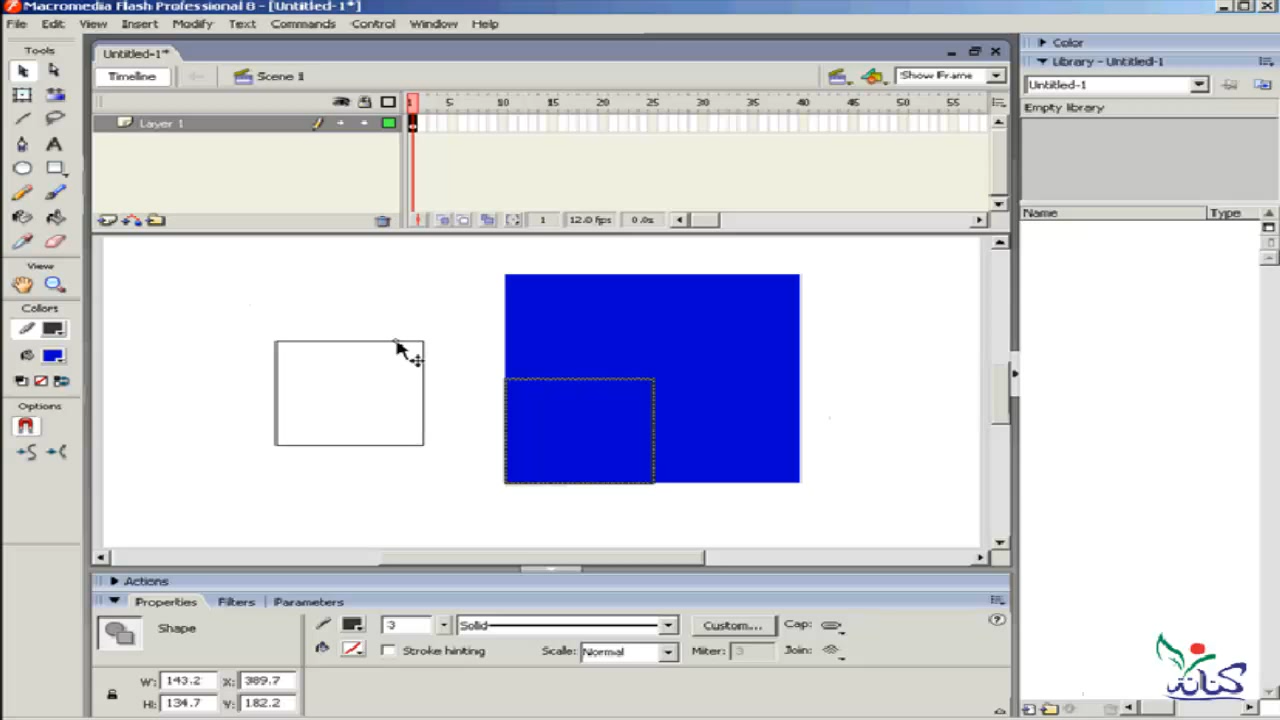 Macromedia Flash Professional 8 - [Untitled-1*]
File Edit View Insert Modify Text Commands Control Window Help
Tools
View
Colors
Options
Untitled-1*
Timeline Scene 1 Show Frame
1 5 10 15 20 25 30 35 40 45 50 55
Layer 1
1 12.0 fps 0.0s
Color
Library - Untitled-1
Untitled-1
Empty library
Name Type
Actions
Properties Filters Parameters
Shape
3 Solid Custom... Cap:
Stroke hinting Scale: Normal Miter: 3 Join:
W: 143.2 X: 389.7
H: 134.7 Y: 182.2
كنانة